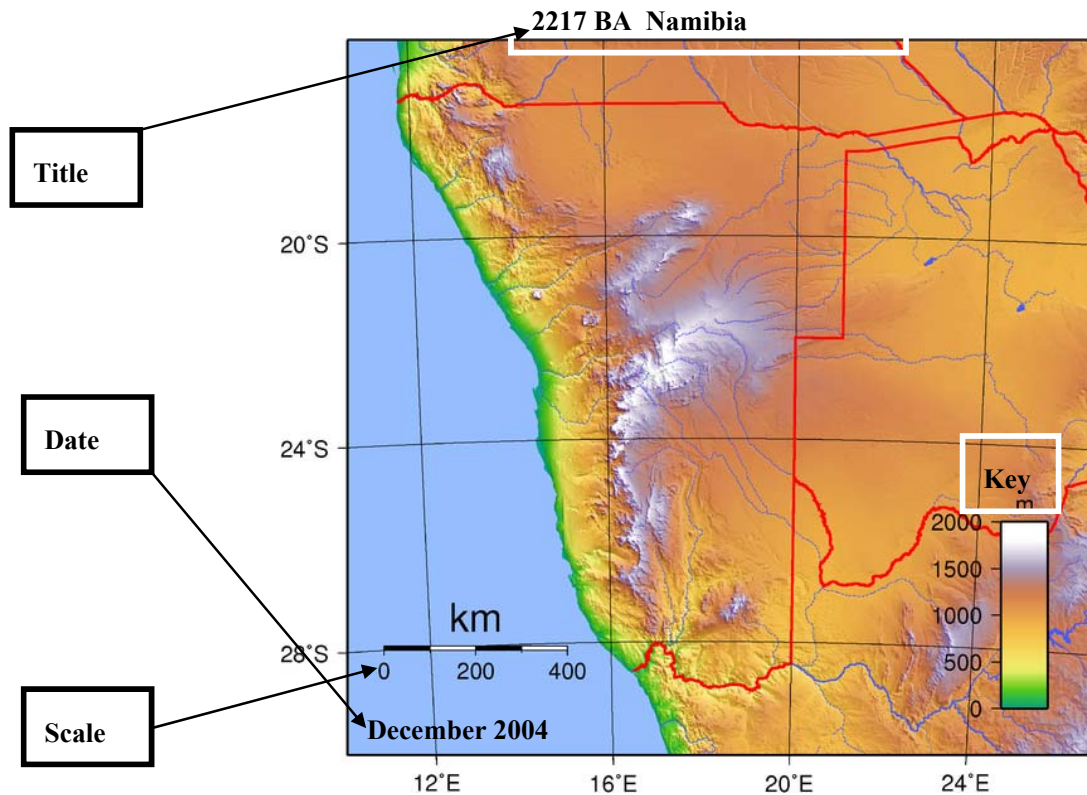 2217 BA  Namibia
Title
20°S
Date
24°S
Key
m
2000
1500
1000
500
0
km
28°S
0 200 400
Scale
December 2004
12°E 16°E 20°E 24°E